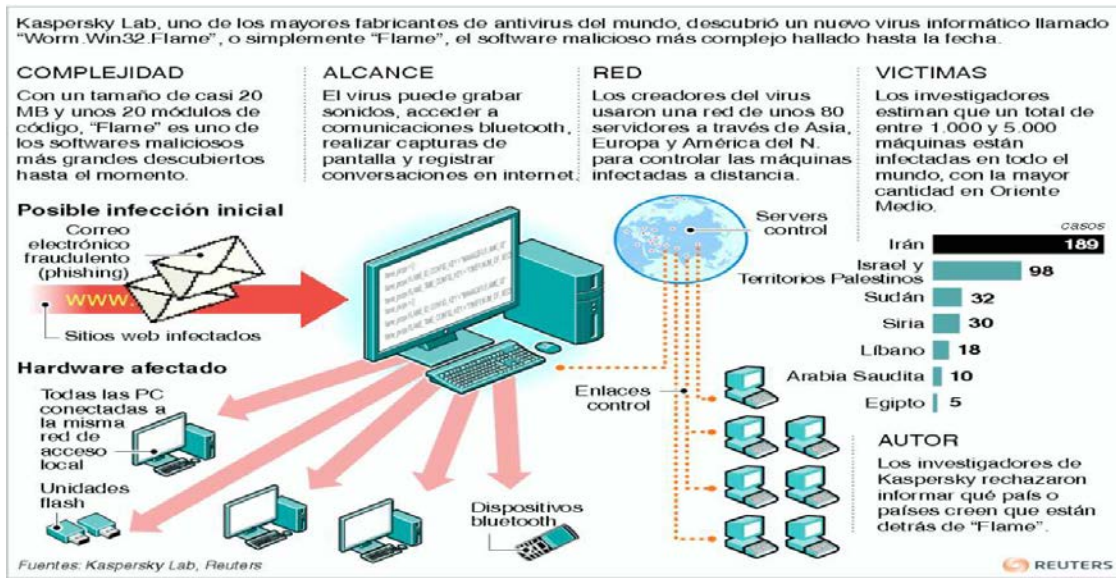 Kaspersky Lab, uno de los mayores fabricantes de antivirus del mundo, descubrió un nuevo virus informático llamado
“Worm.Win32.Flame”, o simplemente “Flame”, el software malicioso más complejo hallado hasta la fecha.
COMPLEJIDAD
Con un tamaño de casi 20
MB y unos 20 módulos de
código, “Flame” es uno de
los softwares maliciosos
más grandes descubiertos
hasta el momento.
ALCANCE
El virus puede grabar
sonidos, acceder a
comunicaciones bluetooth,
realizar capturas de
pantalla y registrar
conversaciones en internet.
RED
Los creadores del virus
usaron una red de unos 80
servidores a través de Asia,
Europa y América del N.
para controlar las máquinas
infectadas a distancia.
VICTIMAS
Los investigadores
estiman que un total de
entre 1.000 y 5.000
máquinas están
infectadas en todo el
mundo, con la mayor
cantidad en Oriente
Medio.
casos
Irán 189
Israel y
Territorios Palestinos 98
Sudán 32
Siria 30
Líbano 18
Arabia Saudita 10
Egipto 5
Posible infección inicial
Correo
electrónico
fraudulento
(phishing)
www
Sitios web infectados
Servers
control
Enlaces
control
Hardware afectado
Todas las PC
conectadas a
la misma
red de
acceso
local
Unidades
flash
Dispositivos
bluetooth
AUTOR
Los investigadores de
Kaspersky rechazaron
informar qué país o
países creen que están
detrás de “Flame”.
Fuentes: Kaspersky Lab, Reuters
REUTERS